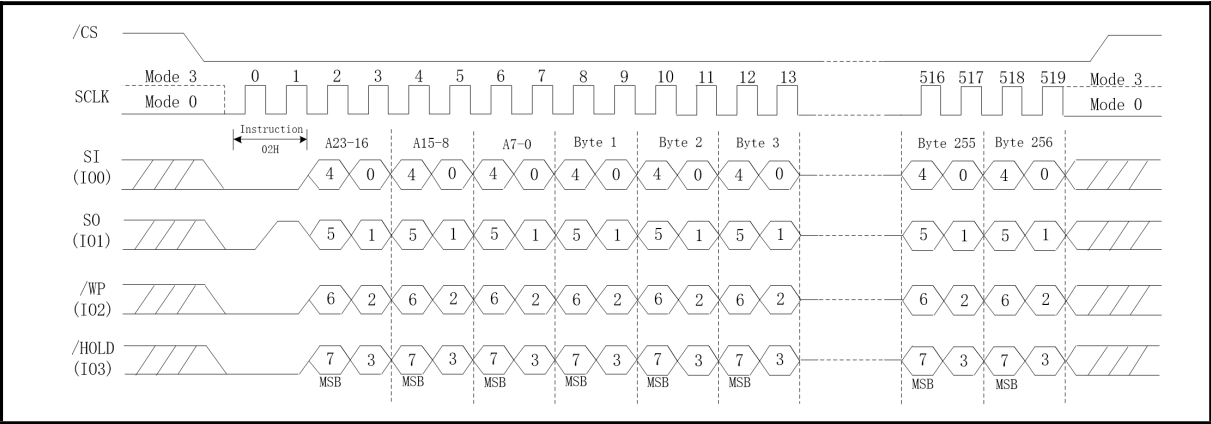 /CS
Mode 3 0 1 2 3 4 5 6 7 8 9 10 11 12 13 516 517 518 519 Mode 3
SCLK
Mode 0 Mode 0
Instruction
02H
A23-16 A15-8 A7-0 Byte 1 Byte 2 Byte 3 Byte 255 Byte 256
SI
(IO0)
4 0 4 0 4 0 4 0 4 0 4 0 4 0 4 0
SO
(IO1)
5 1 5 1 5 1 5 1 5 1 5 1 5 1 5 1
/WP
(IO2)
6 2 6 2 6 2 6 2 6 2 6 2 6 2 6 2
/HOLD
(IO3)
7 3 7 3 7 3 7 3 7 3 7 3 7 3 7 3
MSB MSB MSB MSB MSB MSB MSB MSB